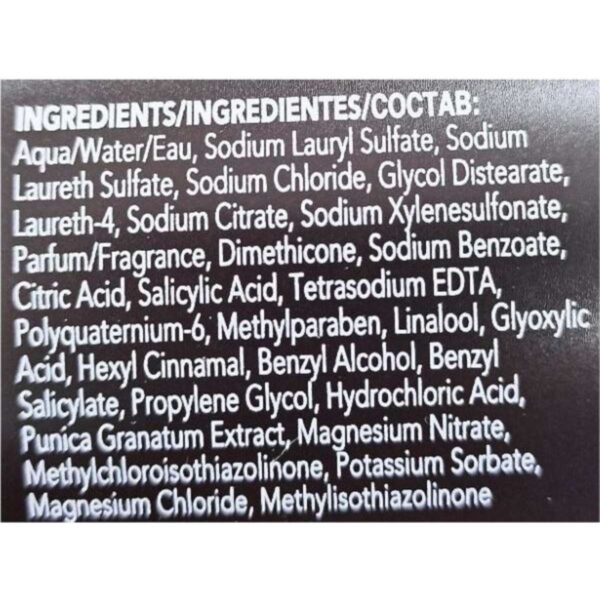 INGREDIENTS/INGREDIENTES/СОСТАВ:
Aqua/Water/Eau, Sodium Lauryl Sulfate, Sodium
Laureth Sulfate, Sodium Chloride, Glycol Distearate,
Laureth-4, Sodium Citrate, Sodium Xylenesulfonate,
Parfum/Fragrance, Dimethicone, Sodium Benzoate,
Citric Acid, Salicylic Acid, Tetrasodium EDTA,
Polyquaternium-6, Methylparaben, Linalool, Glyoxylic
Acid, Hexyl Cinnamal, Benzyl Alcohol, Benzyl
Salicylate, Propylene Glycol, Hydrochloric Acid,
Punica Granatum Extract, Magnesium Nitrate,
Methylchloroisothiazolinone, Potassium Sorbate,
Magnesium Chloride, Methylisothiazolinone